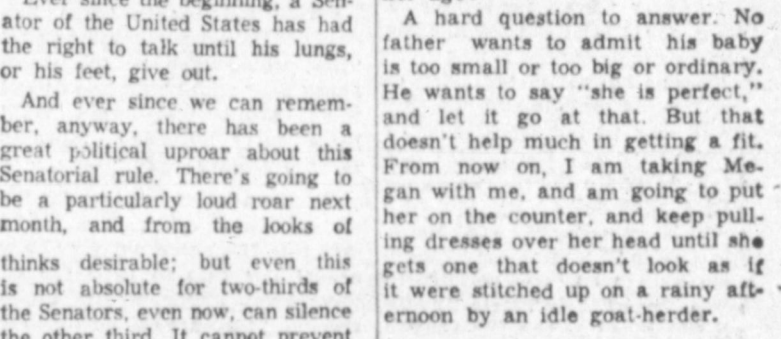 Ever since the beginning, a Sen-
ator of the United States has had
the right to talk until his lungs,
or his feet, give out.
And ever since we can remem-
ber, anyway, there has been a
great political uproar about this
Senatorial rule. There's going to
be a particularly loud roar next
month, and from the looks of
thinks desirable; but even this
is not absolute for two-thirds of
the Senators, even now, can silence
the other third. It cannot prevent
A hard question to answer. No
father wants to admit his baby
is too small or too big or ordinary.
He wants to say "she is perfect,"
and let it go at that. But that
doesn't help much in getting a fit.
From now on, I am taking Me-
gan with me, and am going to put
her on the counter, and keep pull-
ing dresses over her head until she
gets one that doesn't look as if
it were stitched up on a rainy aft-
ernoon by an idle goat-herder.